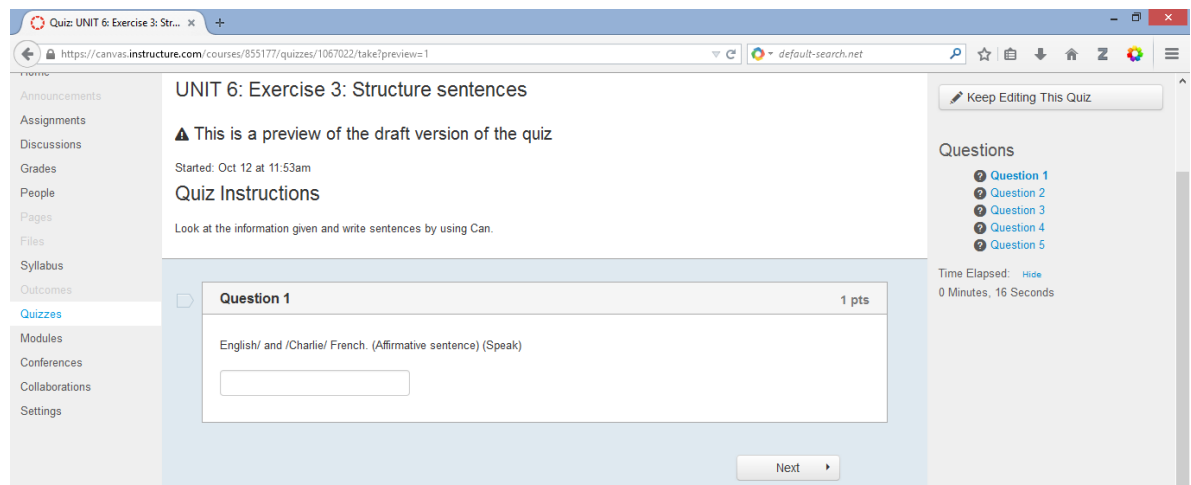 Quiz: UNIT 6: Exercise 3: Str... × +
https://canvas.instructure.com/courses/855177/quizzes/1067022/take?preview=1
default-search.net
Home
Announcements
Assignments
Discussions
Grades
People
Pages
Files
Syllabus
Outcomes
Quizzes
Modules
Conferences
Collaborations
Settings
UNIT 6: Exercise 3: Structure sentences
This is a preview of the draft version of the quiz
Started: Oct 12 at 11:53am
Quiz Instructions
Look at the information given and write sentences by using Can.
Question 1 1 pts
English/ and /Charlie/ French. (Affirmative sentence) (Speak)
Next
Keep Editing This Quiz
Questions
Question 1
Question 2
Question 3
Question 4
Question 5
Time Elapsed: Hide
0 Minutes, 16 Seconds